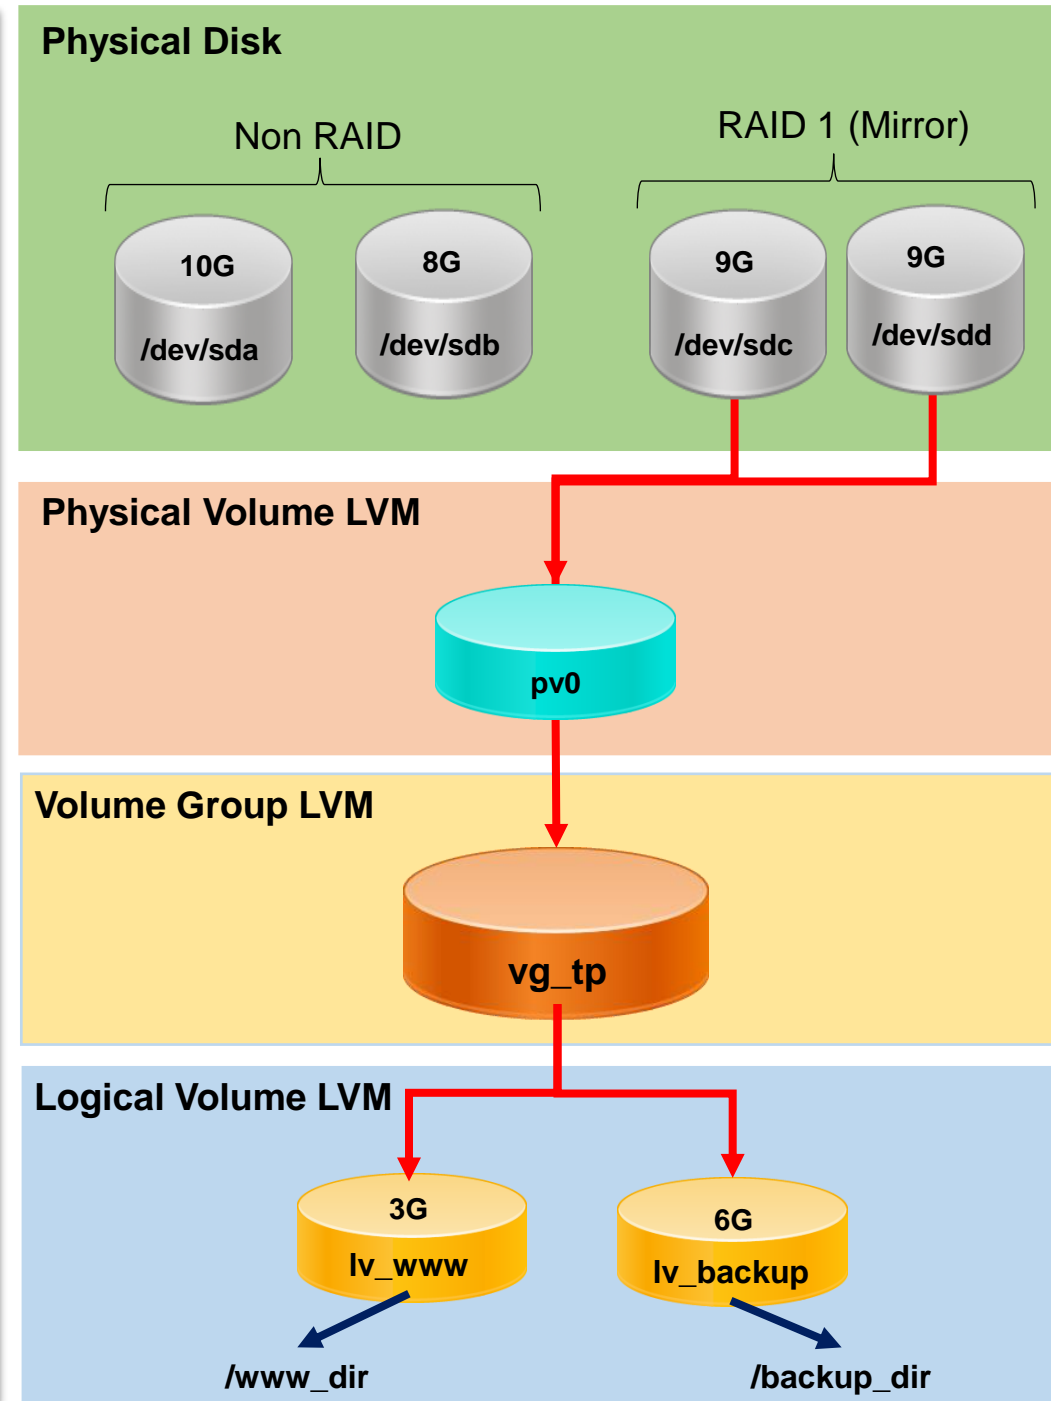 Physical Disk
Non RAID
RAID 1 (Mirror)
10G
/dev/sda
8G
/dev/sdb
9G
/dev/sdc
9G
/dev/sdd
Physical Volume LVM
pv0
Volume Group LVM
vg_tp
Logical Volume LVM
3G
lv_www
6G
lv_backup
/www_dir
/backup_dir